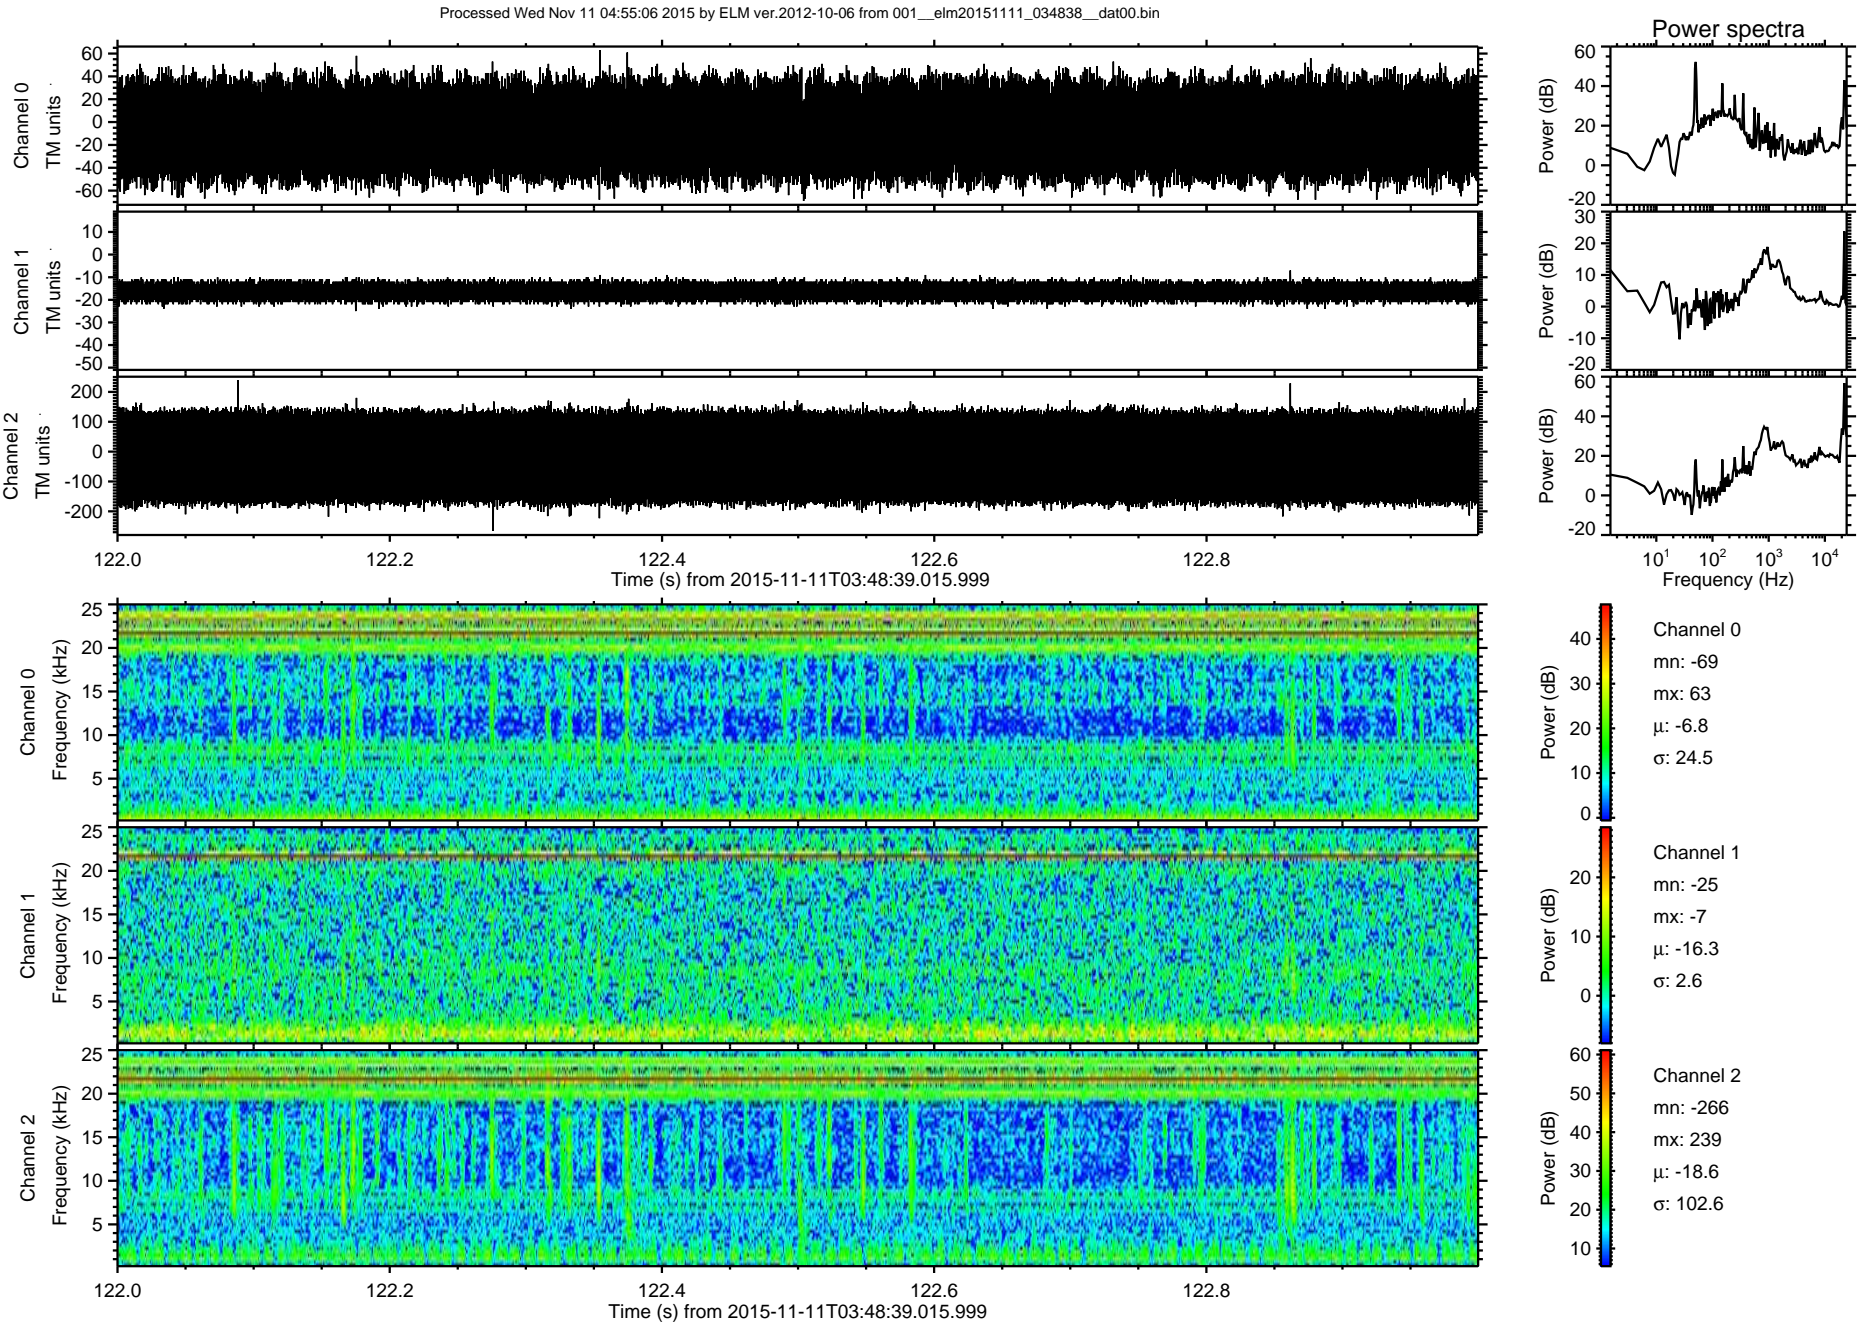 Processed Wed Nov 11 04:55:06 2015 by ELM ver.2012-10-06 from 001__elm20151111_034838__dat00.bin
Power spectra
Channel 0
TM units
60
40
20
0
-20
-40
-60
Power (dB)
60
40
20
0
-20
Channel 1
TM units
10
0
-10
-20
-30
-40
-50
Power (dB)
30
20
10
0
-10
-20
Channel 2
TM units
200
100
0
-100
-200
Power (dB)
60
40
20
0
-20
122.0 122.2 122.4 122.6 122.8
Time (s) from 2015-11-11T03:48:39.015.999
10^1 10^2 10^3 10^4
Frequency (Hz)
Channel 0
Frequency (kHz)
25
20
15
10
5
Power (dB)
40
30
20
10
0
Channel 0
mn: -69
mx: 63
μ: -6.8
σ: 24.5
Channel 1
Frequency (kHz)
25
20
15
10
5
Power (dB)
20
10
0
Channel 1
mn: -25
mx: -7
μ: -16.3
σ: 2.6
Channel 2
Frequency (kHz)
25
20
15
10
5
Power (dB)
60
50
40
30
20
10
Channel 2
mn: -266
mx: 239
μ: -18.6
σ: 102.6
122.0 122.2 122.4 122.6 122.8
Time (s) from 2015-11-11T03:48:39.015.999